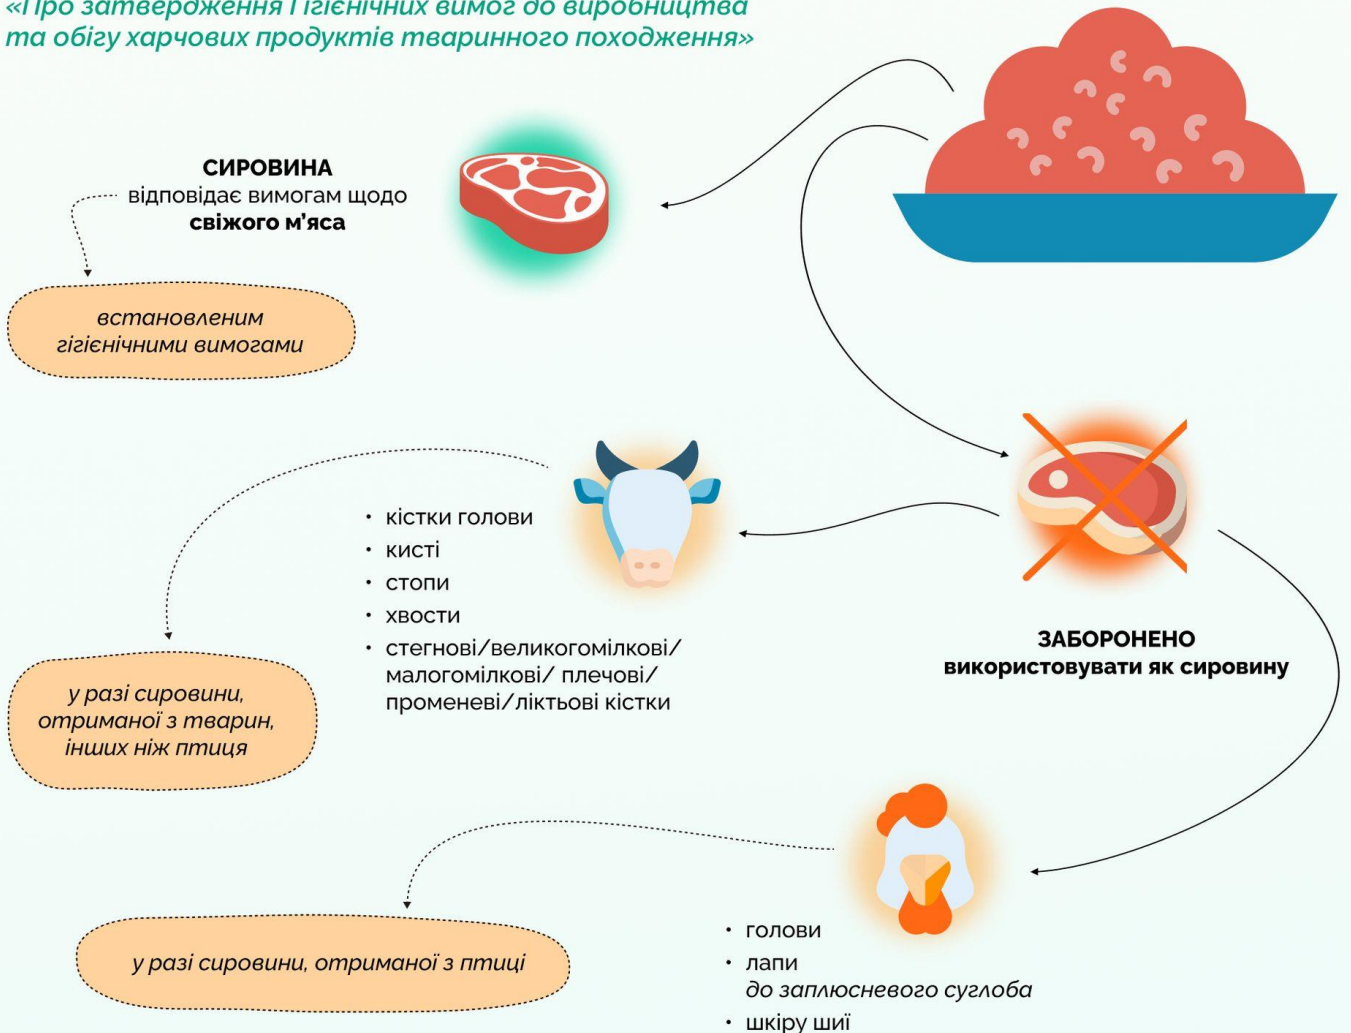 «Про затвердження Гігієнічних вимог до виробництва
та обігу харчових продуктів тваринного походження»
СИРОВИНА
відповідає вимогам щодо
свіжого м’яса
встановленим
гігієнічними вимогами
• кістки голови
• кисті
• стопи
• хвости
• стегнові/великогомілкові/
малогомілкові/ плечові/
променеві/ліктьові кістки
ЗАБОРОНЕНО
використовувати як сировину
у разі сировини,
отриманої з тварин,
інших ніж птиця
у разі сировини, отриманої з птиці
• голови
• лапи
до заплюсневого суглоба
• шкіру шиї